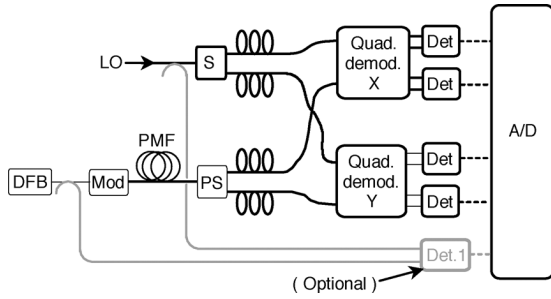 LO
S
Quad.
demod.
X
Det
Det
A/D
PMF
DFB
Mod
PS
Quad.
demod.
Y
Det
Det
Det.1
( Optional )